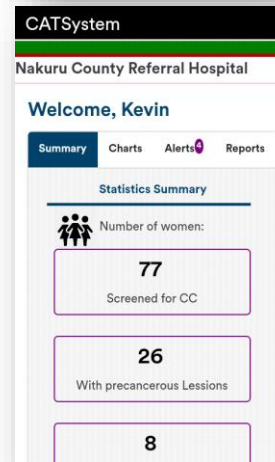 CATSystem
Nakuru County Referral Hospital
Welcome, Kevin
Summary Charts Alerts 4 Reports
Statistics Summary
Number of women:
77
Screened for CC
26
With precancerous Lessions
8